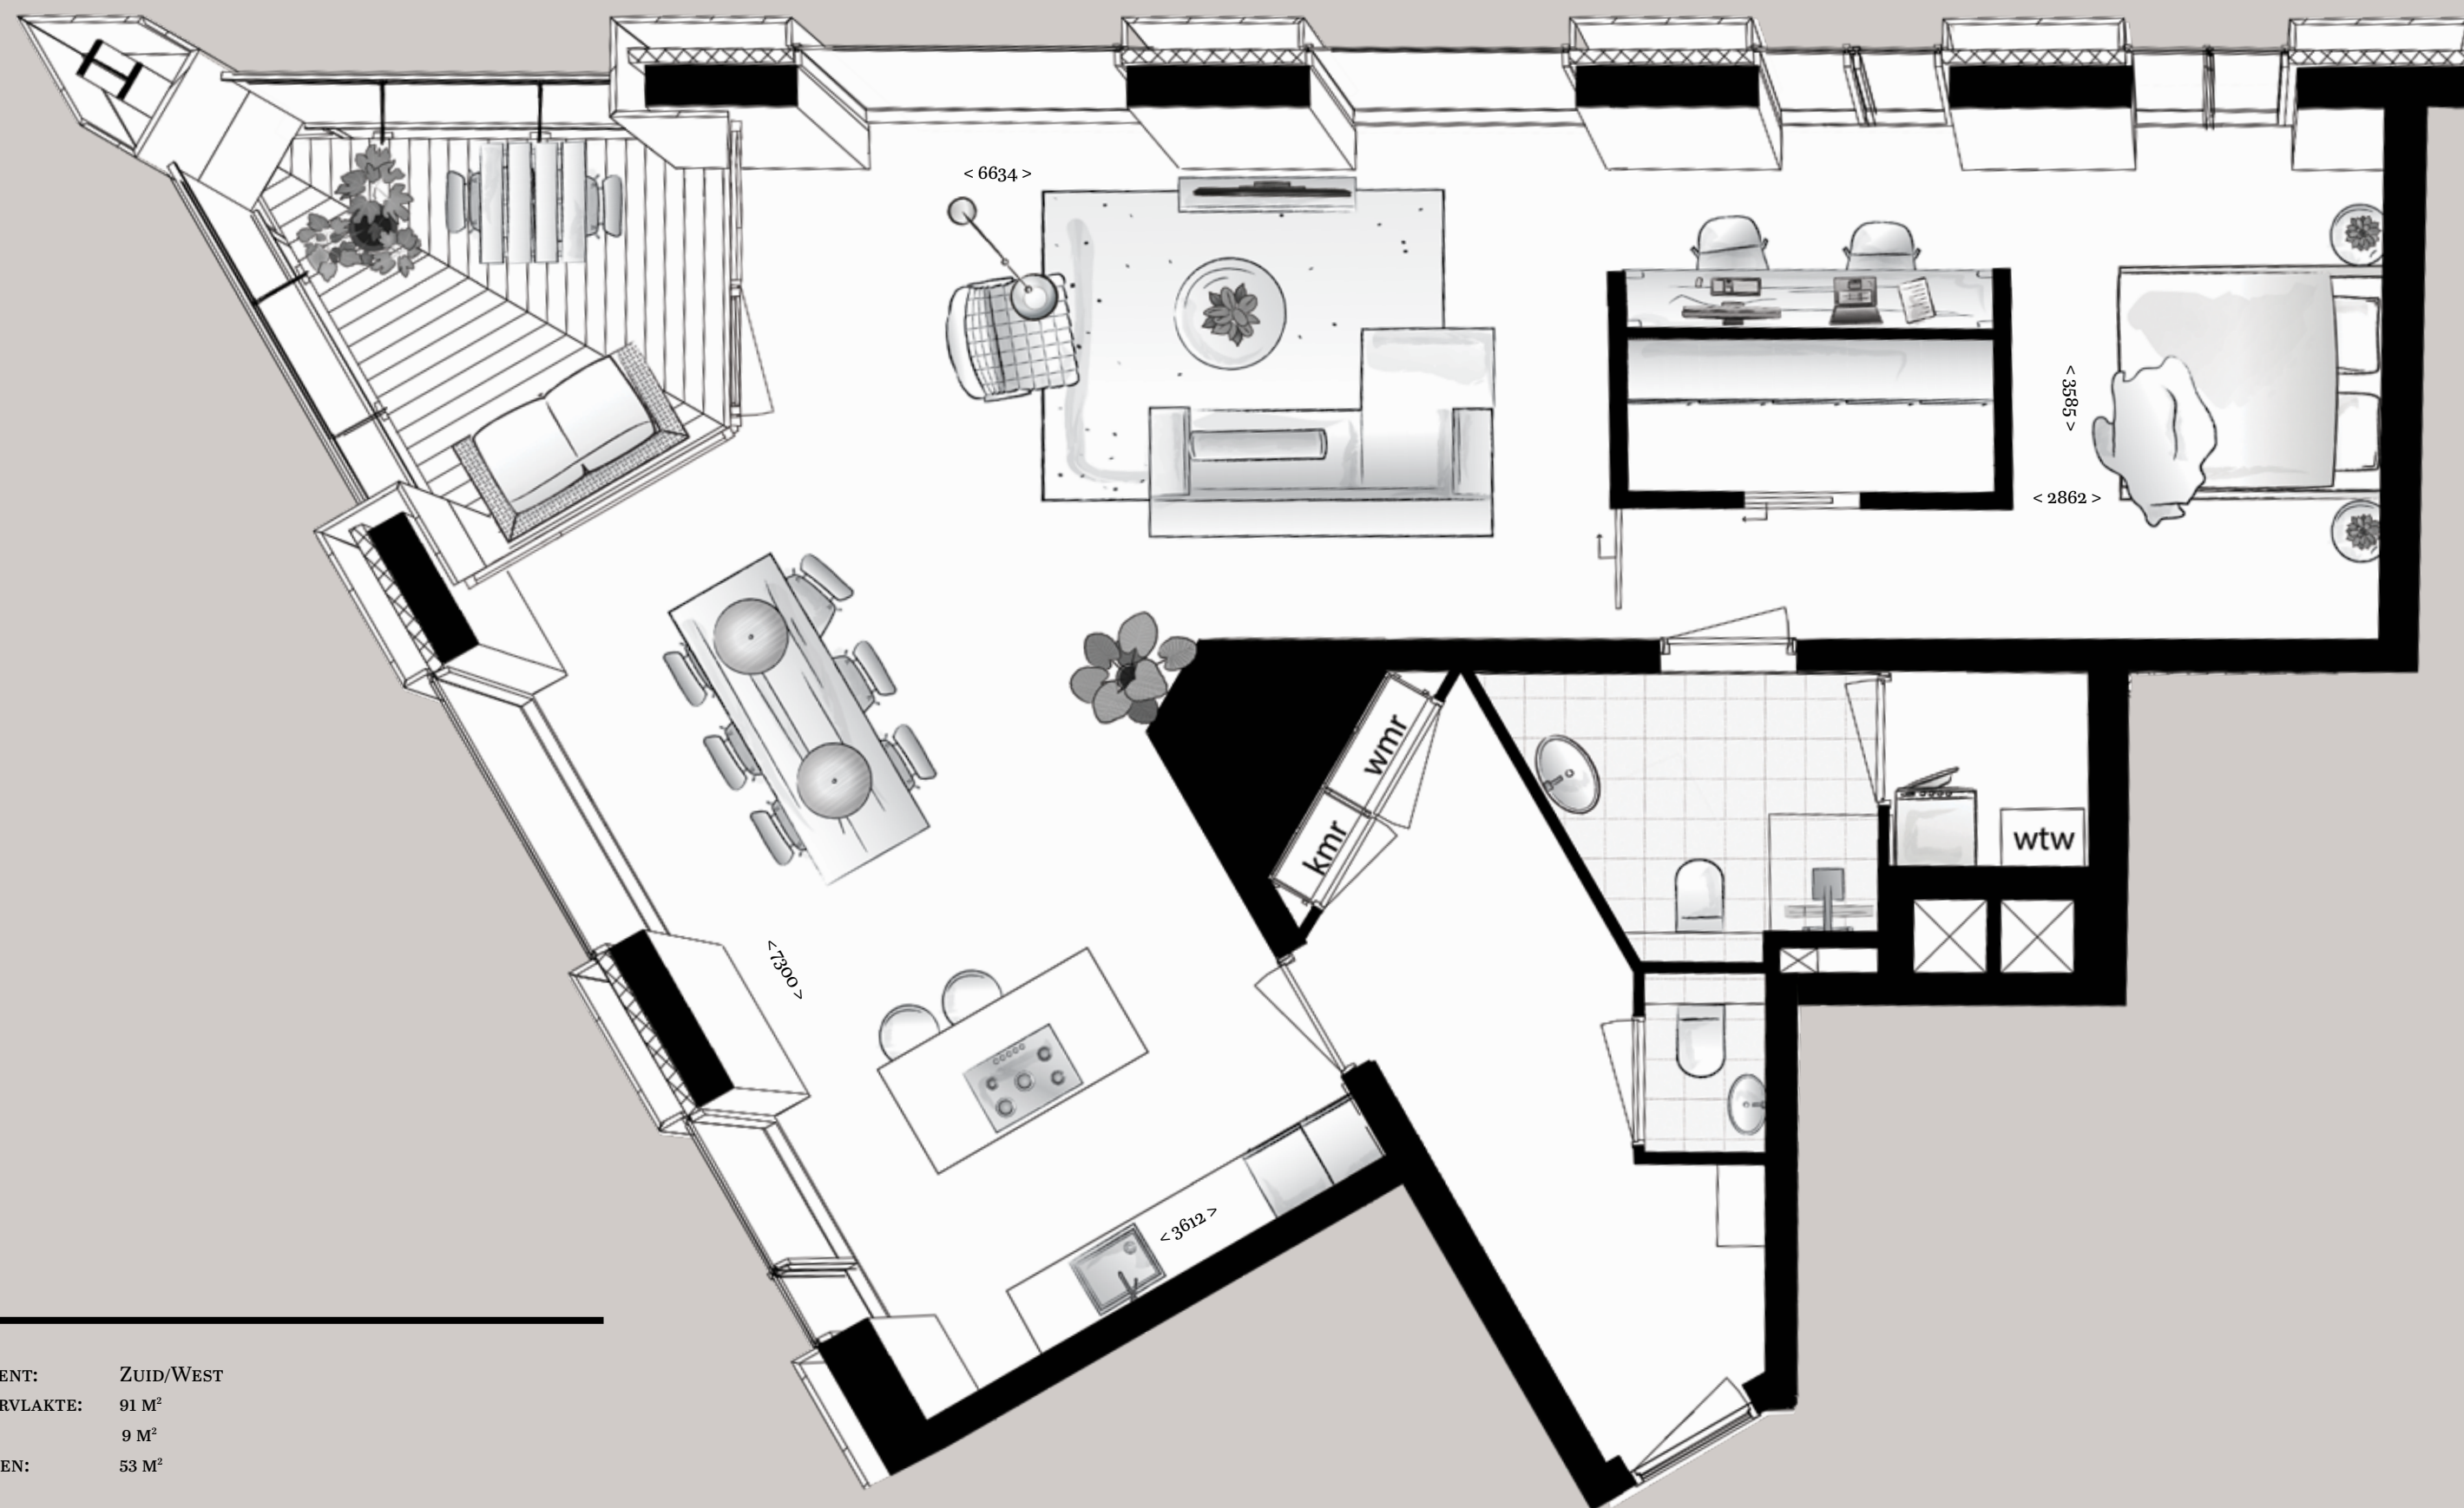 < 6634 >
< 3585 >
< 2862 >
wmr
kmr
wtw
< 7300 >
< 3612 >
ENT: ZUID/WEST
RVLAKTE: 91 M²
9 M²
EN: 53 M²